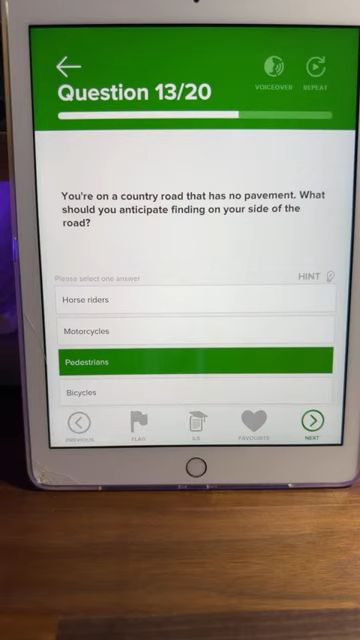 Question 13/20
VOICEOVER
REPEAT
You're on a country road that has no pavement. What
should you anticipate finding on your side of the
road?
Please select one answer
HINT
Horse riders
Motorcycles
Pedestrians
Bicycles
PREVIOUS
FLAG
FAVOURITE
NEXT